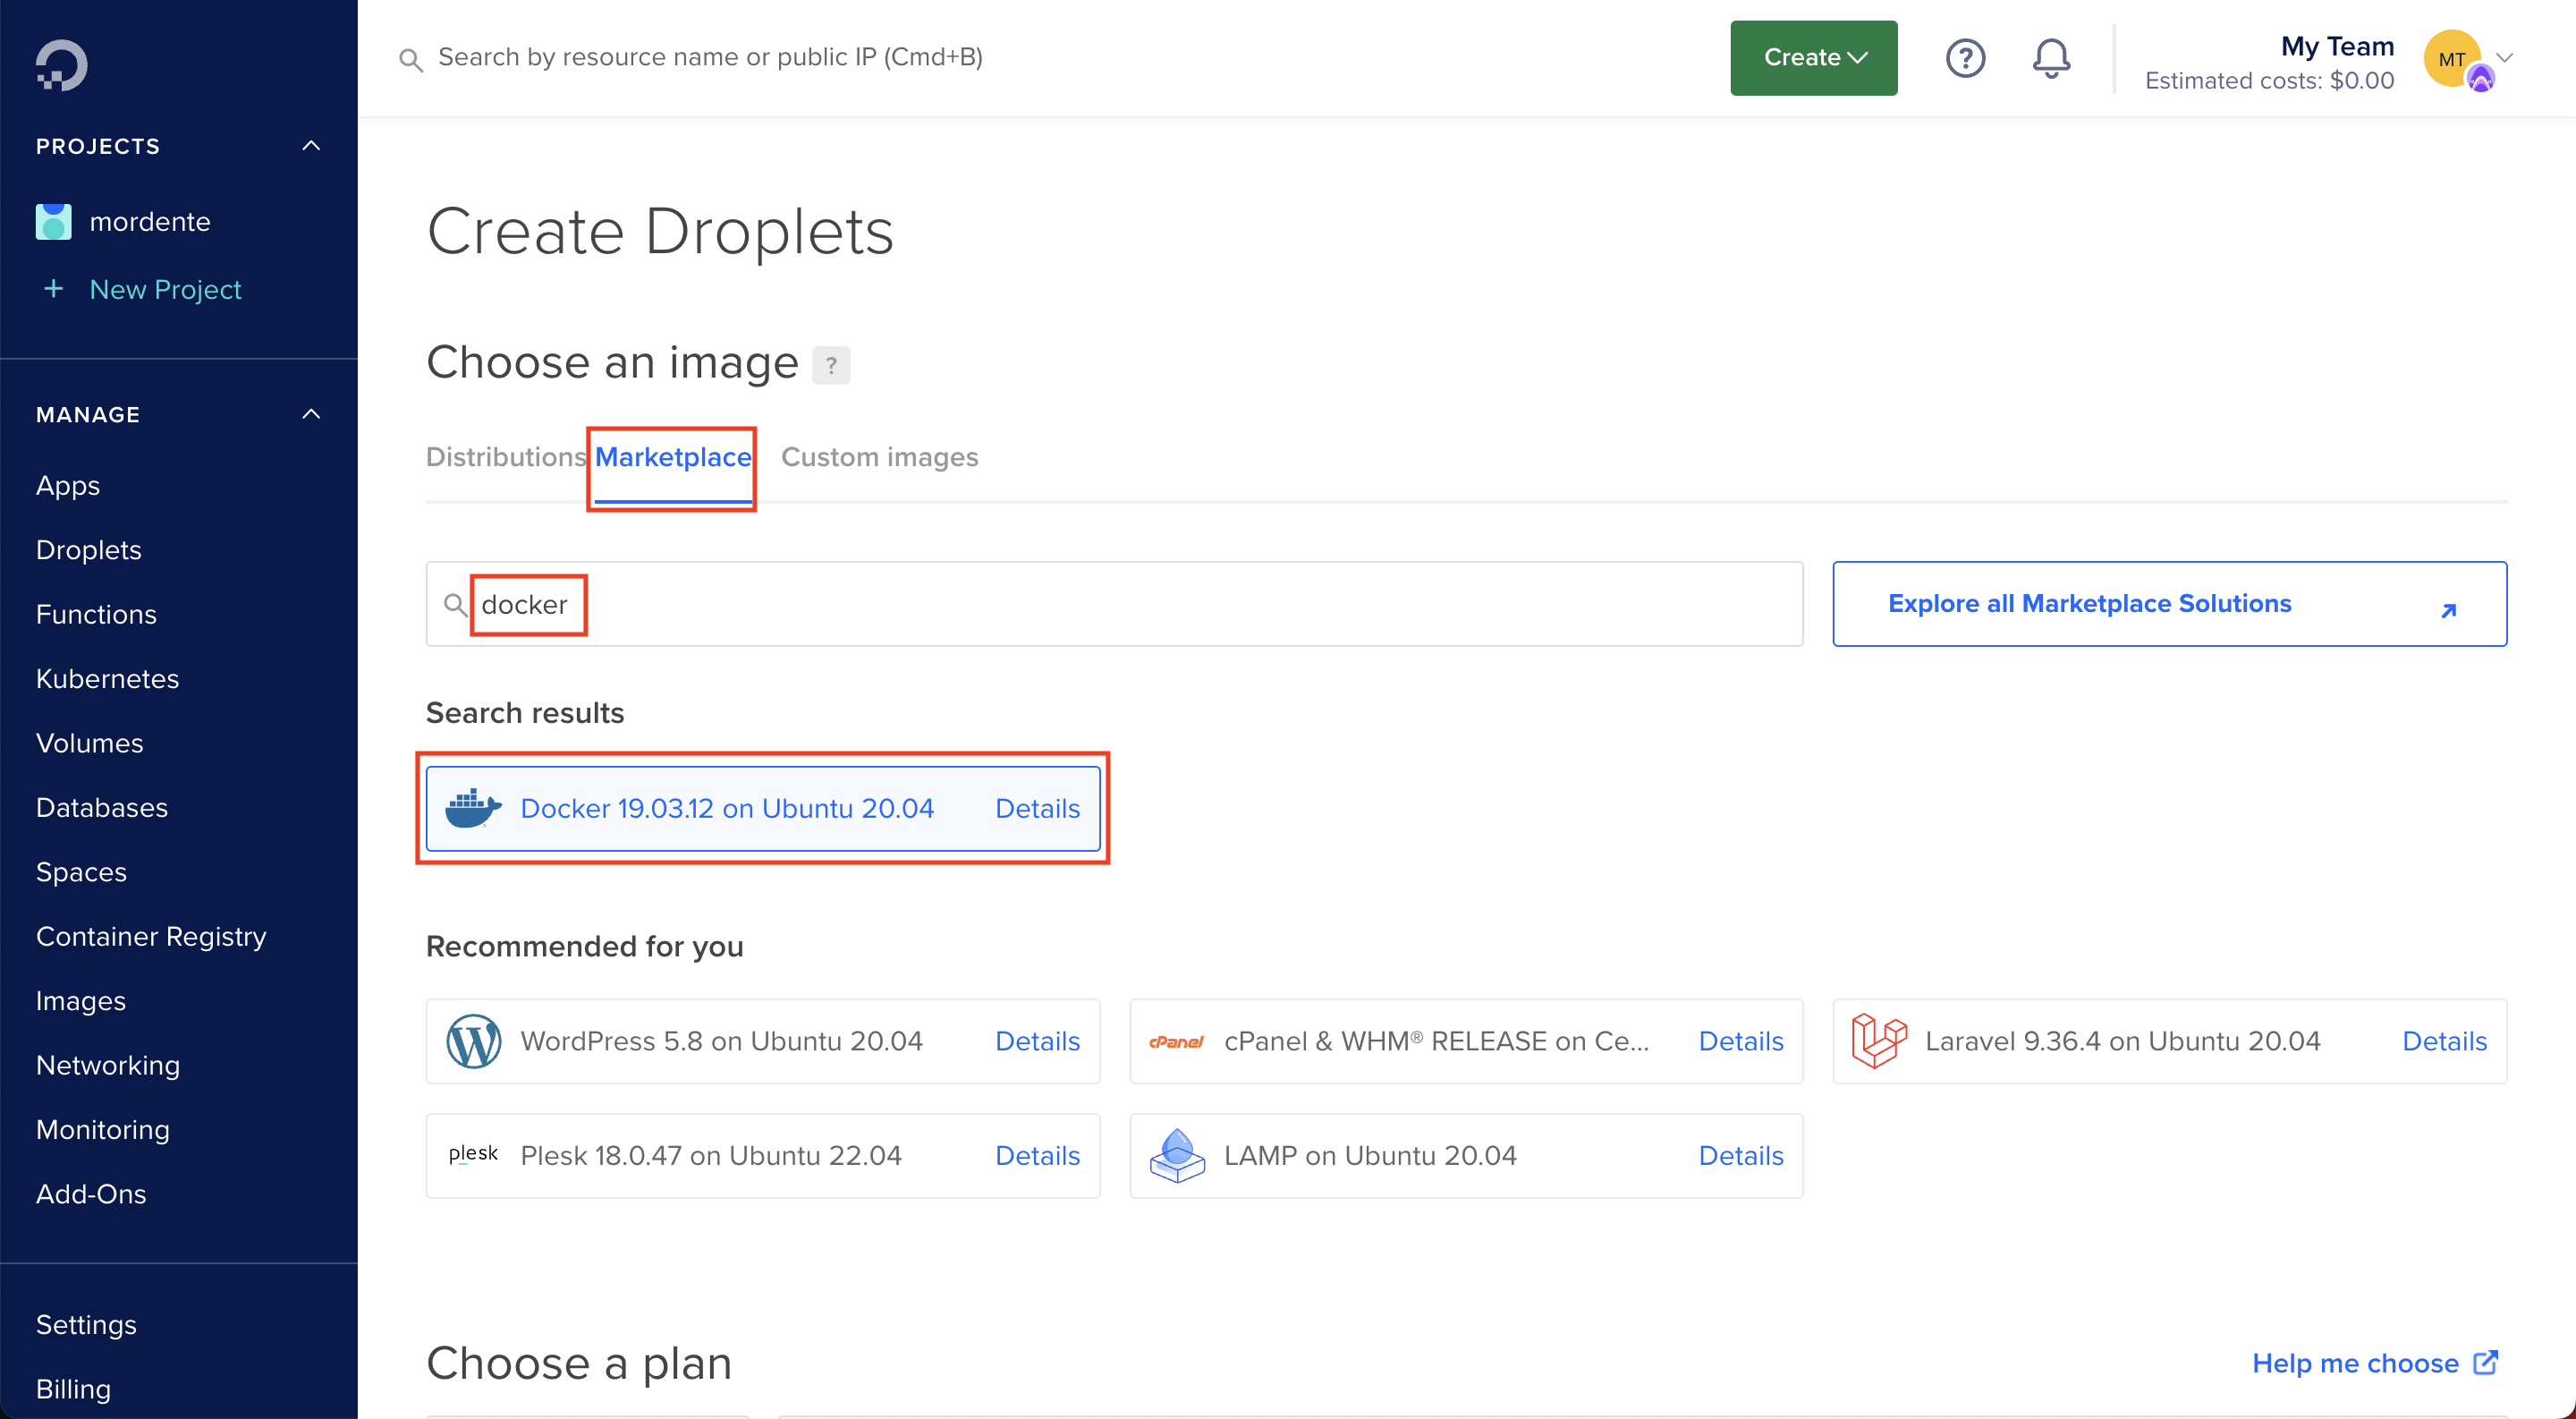 Search by resource name or public IP (Cmd+B)
Create
?
My Team
Estimated costs: $0.00
MT
PROJECTS
mordente
+ New Project
MANAGE
Apps
Droplets
Functions
Kubernetes
Volumes
Databases
Spaces
Container Registry
Images
Networking
Monitoring
Add-Ons
Settings
Billing
Create Droplets
Choose an image ?
Distributions Marketplace Custom images
docker
Explore all Marketplace Solutions
Search results
Docker 19.03.12 on Ubuntu 20.04 Details
Recommended for you
WordPress 5.8 on Ubuntu 20.04 Details
cPanel cPanel & WHM® RELEASE on Ce... Details
Laravel 9.36.4 on Ubuntu 20.04 Details
plesk Plesk 18.0.47 on Ubuntu 22.04 Details
LAMP on Ubuntu 20.04 Details
Choose a plan
Help me choose